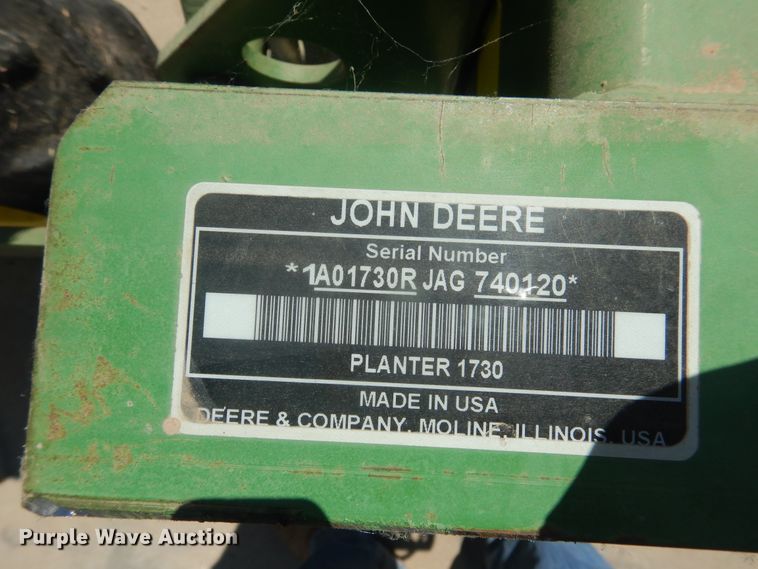 JOHN DEERE
Serial Number
*1A01730R JAG 740120*
PLANTER 1730
MADE IN USA
DEERE & COMPANY, MOLINE, ILLINOIS, USA
Purple Wave Auction